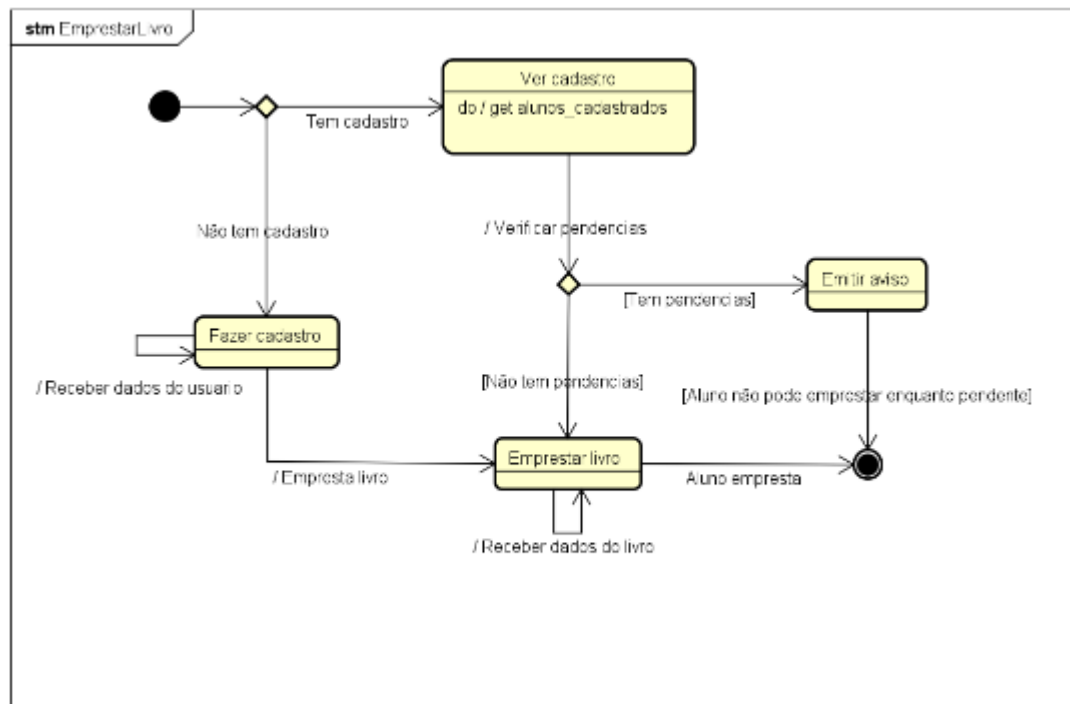 stm EmprestarLivro
Ver cadastro
do / get alunos_cadastrados
Tem cadastro
Não tem cadastro
/ Verificar pendencias
Emitir aviso
[Tem pendencias]
Fazer cadastro
/ Receber dados do usuario
[Não tem pendencias]
[Aluno não pode emprestar enquanto pendente]
Emprestar livro
/ Empresta livro
Aluno empresta
/ Receber dados do livro